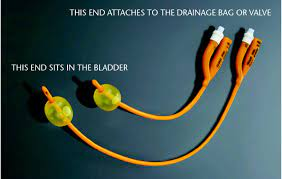 THIS END ATTACHES TO THE DRAINAGE BAG OR VALVE
THIS END SITS IN THE BLADDER